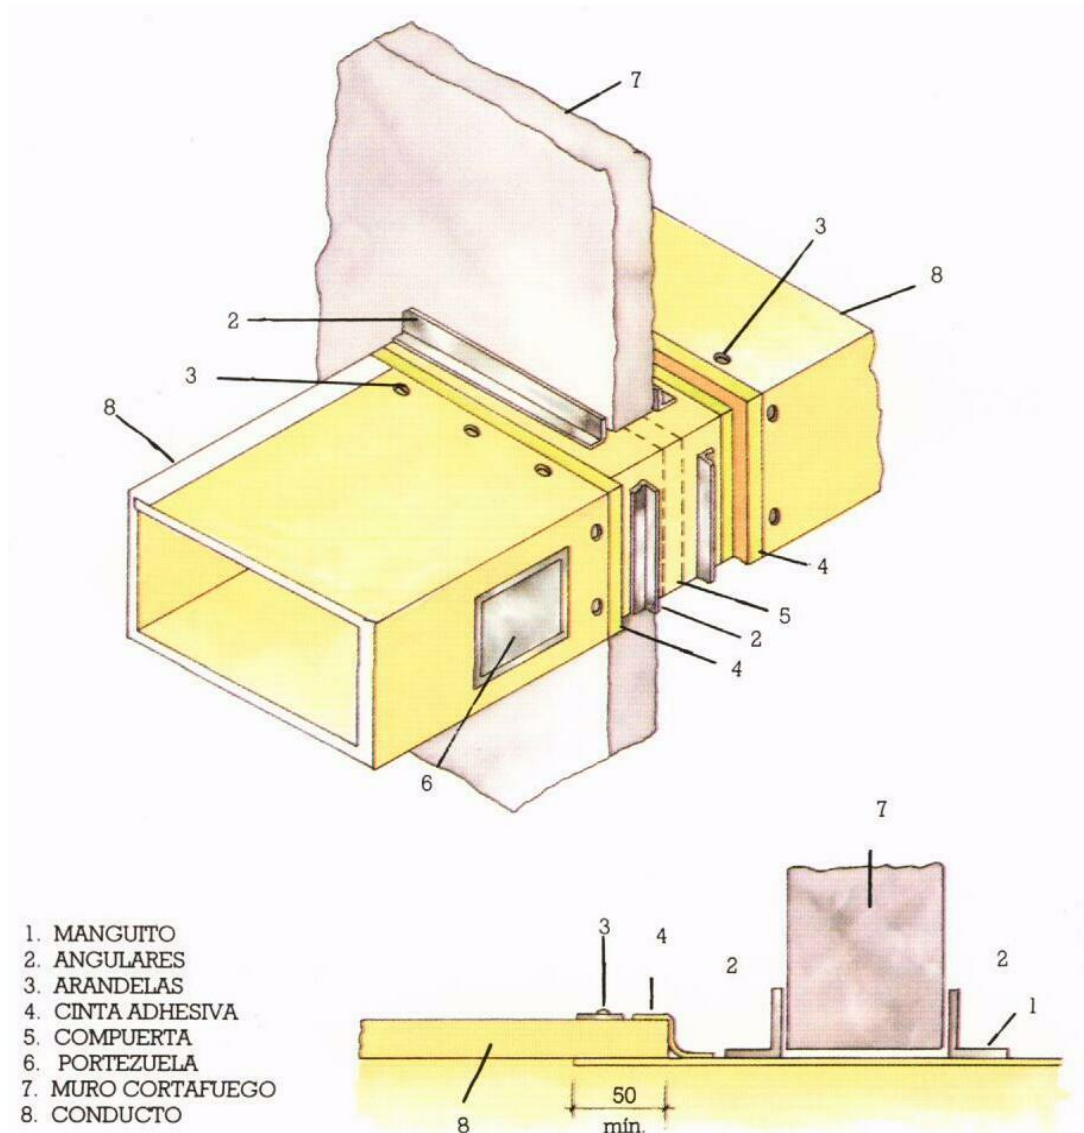 7
3
8
2
3
8
4
5
2
4
6
7
3
4
2
2
1
1. MANGUITO
2. ANGULARES
3. ARANDELAS
4. CINTA ADHESIVA
5. COMPUERTA
6. PORTEZUELA
7. MURO CORTAFUEGO
8. CONDUCTO
8
50
mín.